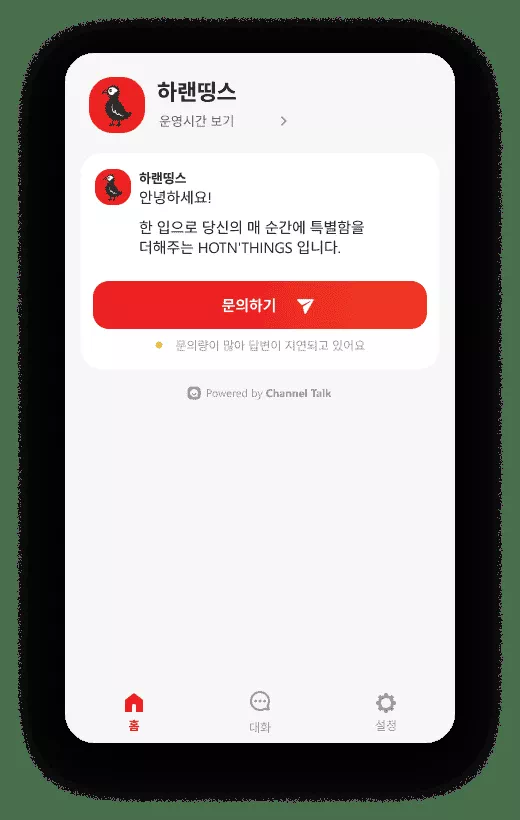 하랜띵스
운영시간 보기
하랜띵스
안녕하세요!
한 입으로 당신의 매 순간에 특별함을
더해주는 HOTN'THINGS 입니다.
문의하기
문의량이 많아 답변이 지연되고 있어요
Powered by Channel Talk
홈
대화
설정